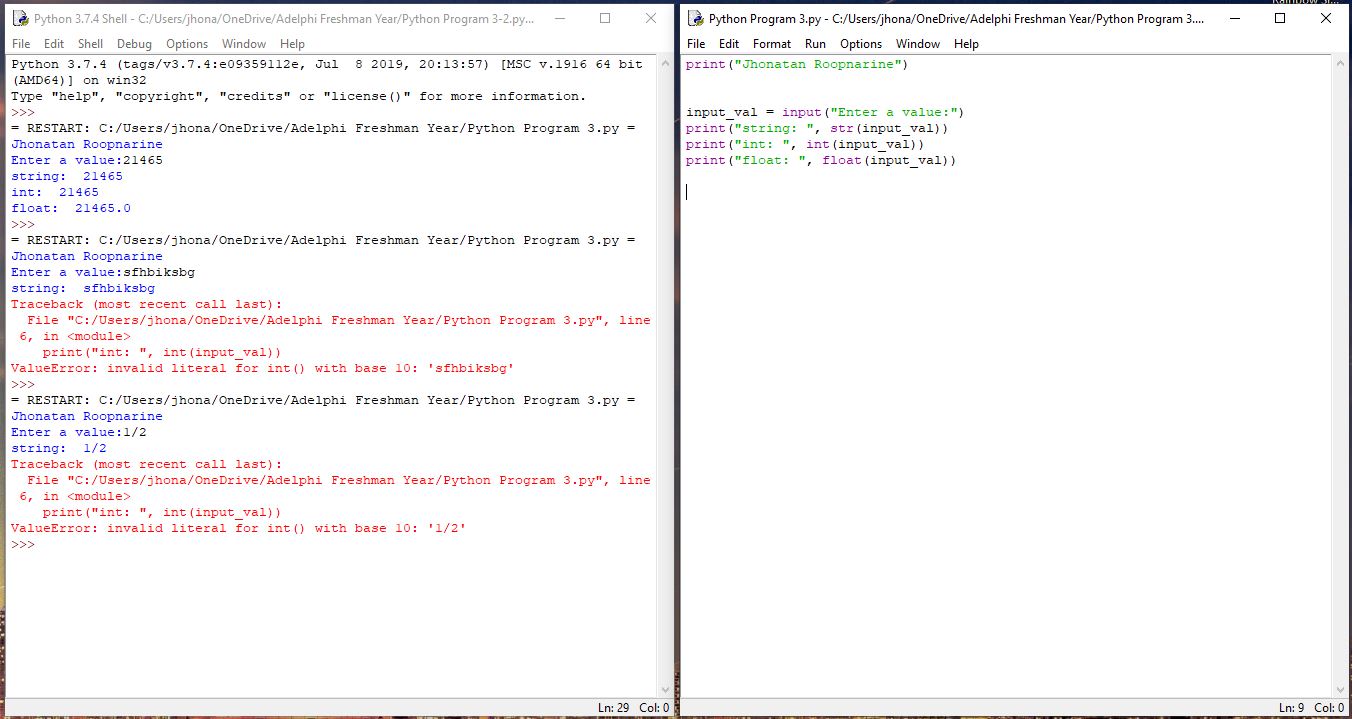 Python 3.7.4 Shell - C:/Users/jhona/OneDrive/Adelphi Freshman Year/Python Program 3-2.py...
File Edit Shell Debug Options Window Help
Python 3.7.4 (tags/v3.7.4:e09359112e, Jul  8 2019, 20:13:57) [MSC v.1916 64 bit
(AMD64)] on win32
Type "help", "copyright", "credits" or "license()" for more information.
>>>
= RESTART: C:/Users/jhona/OneDrive/Adelphi Freshman Year/Python Program 3.py =
Jhonatan Roopnarine
Enter a value:21465
string:  21465
int:  21465
float:  21465.0
>>>
= RESTART: C:/Users/jhona/OneDrive/Adelphi Freshman Year/Python Program 3.py =
Jhonatan Roopnarine
Enter a value:sfhbiksbg
string:  sfhbiksbg
Traceback (most recent call last):
  File "C:/Users/jhona/OneDrive/Adelphi Freshman Year/Python Program 3.py", line
 6, in <module>
    print("int: ", int(input_val))
ValueError: invalid literal for int() with base 10: 'sfhbiksbg'
>>>
= RESTART: C:/Users/jhona/OneDrive/Adelphi Freshman Year/Python Program 3.py =
Jhonatan Roopnarine
Enter a value:1/2
string:  1/2
Traceback (most recent call last):
  File "C:/Users/jhona/OneDrive/Adelphi Freshman Year/Python Program 3.py", line
 6, in <module>
    print("int: ", int(input_val))
ValueError: invalid literal for int() with base 10: '1/2'
>>>
Ln: 29 Col: 0
Python Program 3.py - C:/Users/jhona/OneDrive/Adelphi Freshman Year/Python Program 3....
File Edit Format Run Options Window Help
print("Jhonatan Roopnarine")
input_val = input("Enter a value:")
print("string: ", str(input_val))
print("int: ", int(input_val))
print("float: ", float(input_val))
Ln: 9 Col: 0